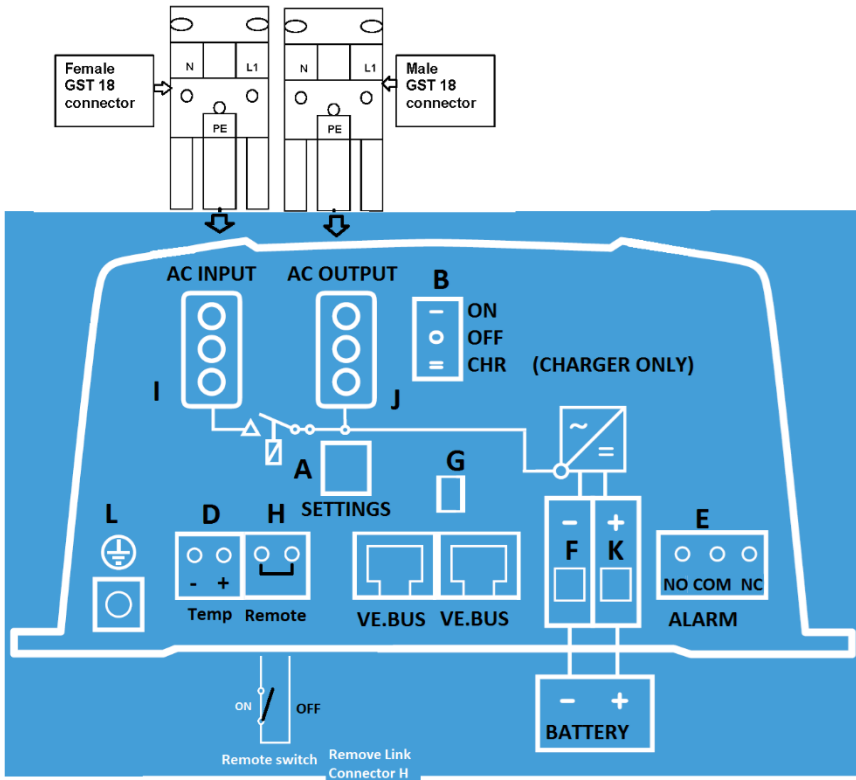 Female
GST 18
connector
N
L1
PE
N
L1
PE
Male
GST 18
connector
AC INPUT
AC OUTPUT
B
ON
OFF
CHR (CHARGER ONLY)
I
J
~
=
A
SETTINGS
G
L
D
H
- +
Temp
Remote
VE.BUS
VE.BUS
- +
F
K
E
NO COM NC
ALARM
- +
BATTERY
ON
OFF
Remote switch
Remove Link
Connector H